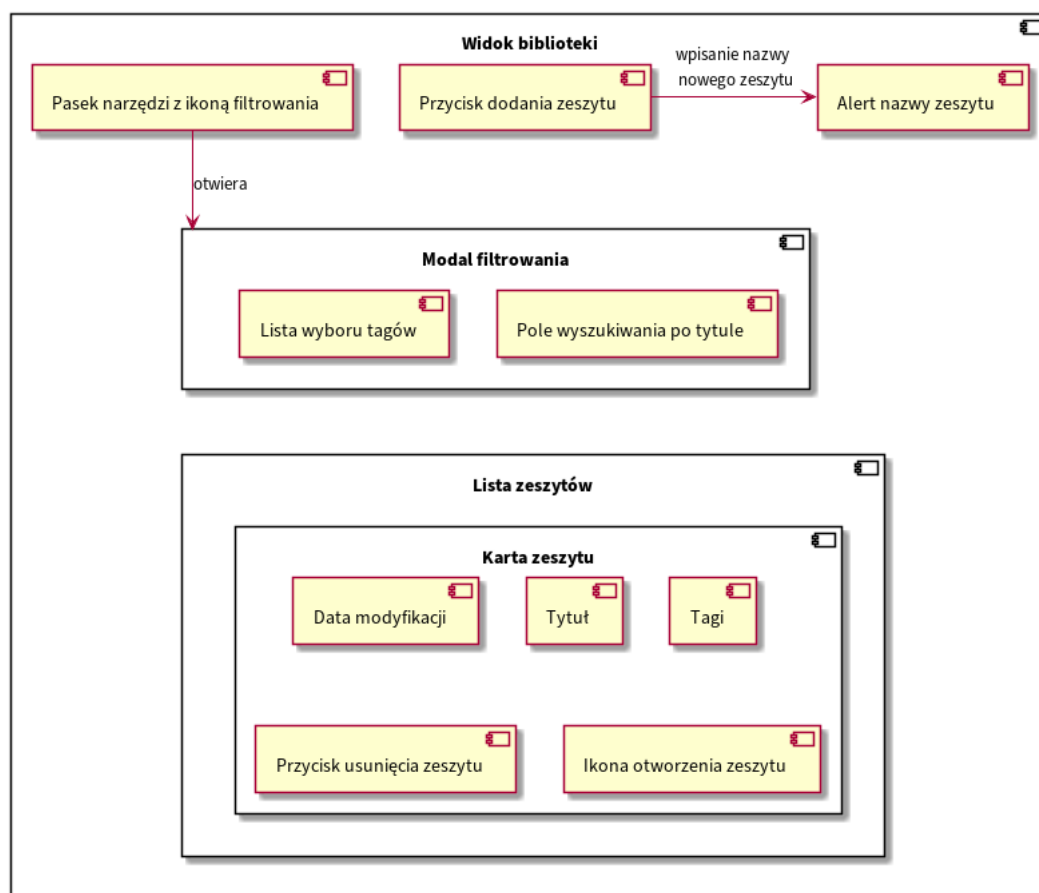 Widok biblioteki
Pasek narzędzi z ikoną filtrowania
Przycisk dodania zeszytu
wpisanie nazwy
nowego zeszytu
Alert nazwy zeszytu
otwiera
Modal filtrowania
Lista wyboru tagów
Pole wyszukiwania po tytule
Lista zeszytów
Karta zeszytu
Data modyfikacji
Tytuł
Tagi
Przycisk usunięcia zeszytu
Ikona otworzenia zeszytu